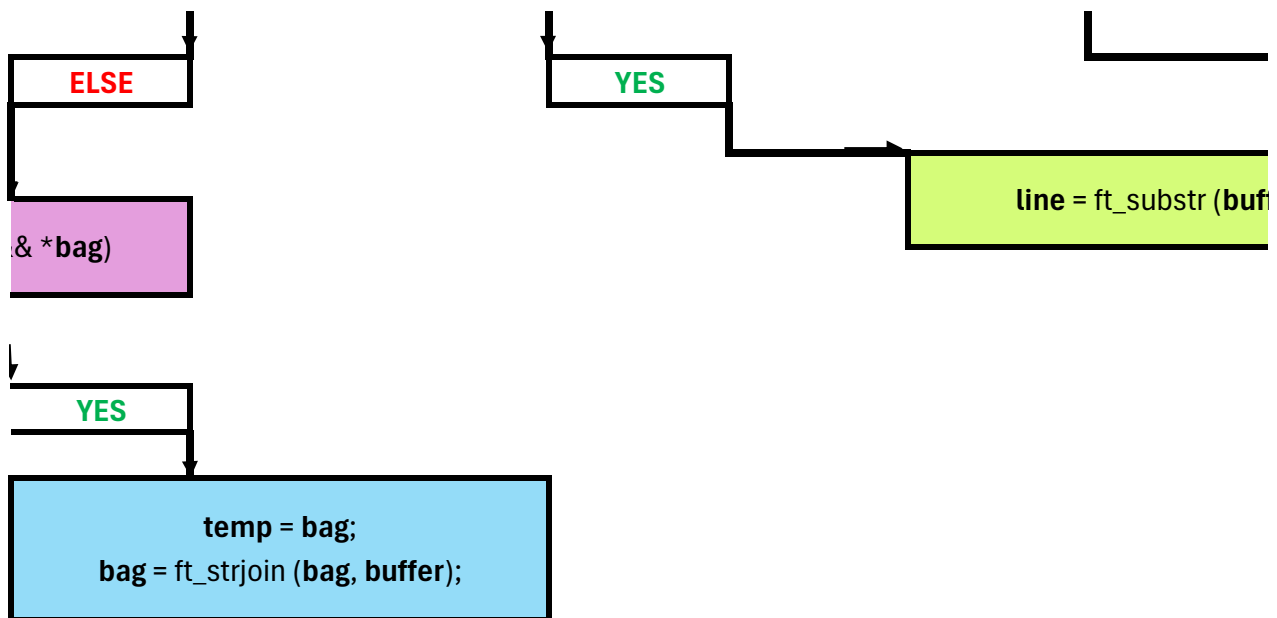 ELSE
YES
line = ft_substr (
& *bag)
YES
temp = bag;
bag = ft_strjoin (bag, buffer);